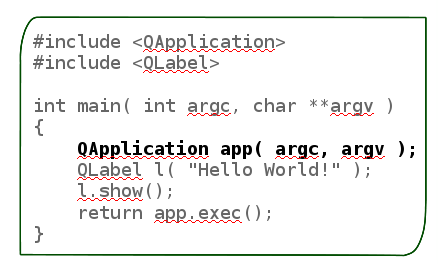 #include <QApplication>
#include <QLabel>
int main( int argc, char **argv )
{
QApplication app( argc, argv );
QLabel l( "Hello World!" );
l.show();
return app.exec();
}